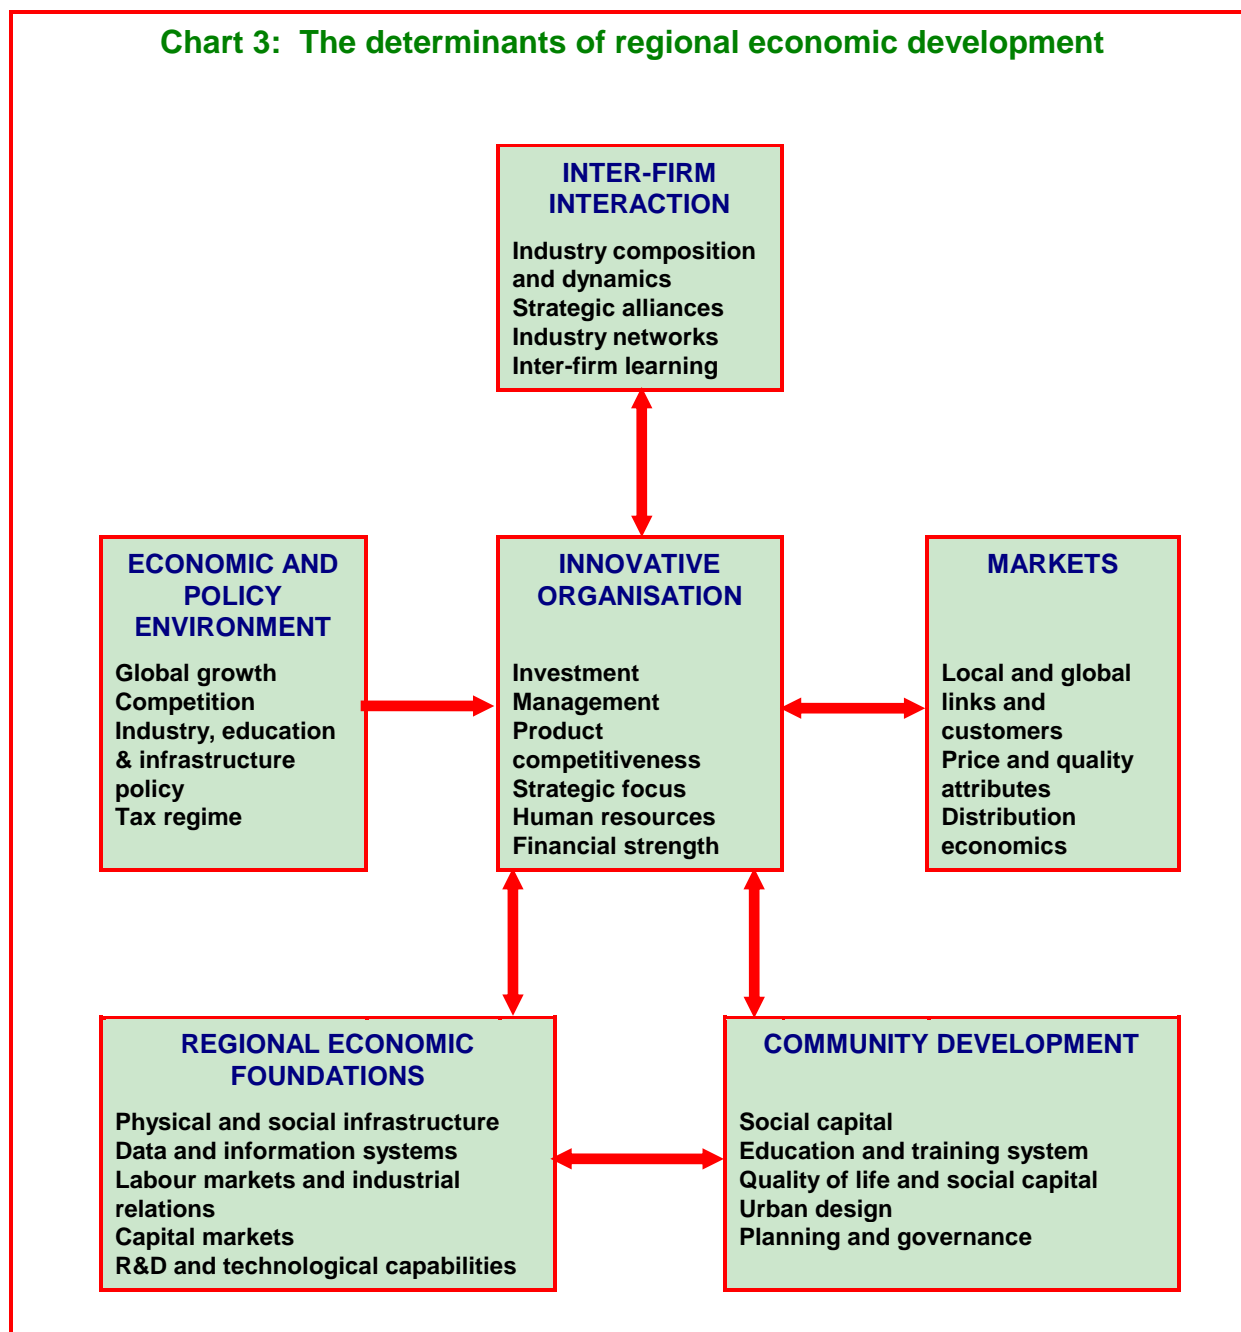 Chart 3:  The determinants of regional economic development
INTER-FIRM
INTERACTION
Industry composition
and dynamics
Strategic alliances
Industry networks
Inter-firm learning
ECONOMIC AND
POLICY
ENVIRONMENT
Global growth
Competition
Industry, education
& infrastructure
policy
Tax regime
INNOVATIVE
ORGANISATION
Investment
Management
Product
competitiveness
Strategic focus
Human resources
Financial strength
MARKETS
Local and global
links and
customers
Price and quality
attributes
Distribution
economics
REGIONAL ECONOMIC
FOUNDATIONS
Physical and social infrastructure
Data and information systems
Labour markets and industrial
relations
Capital markets
R&D and technological capabilities
COMMUNITY DEVELOPMENT
Social capital
Education and training system
Quality of life and social capital
Urban design
Planning and governance